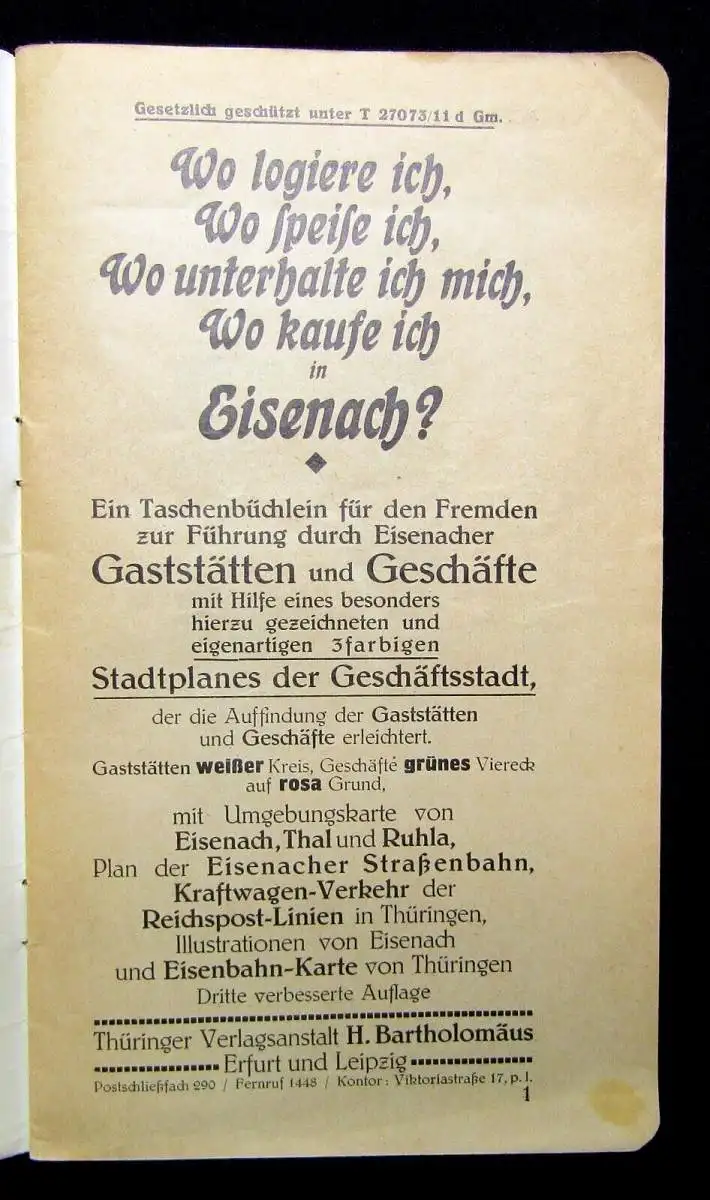 Gesetzlich geschützt unter T 27073/11 d Gm.
Wo logiere ich,
Wo speise ich,
Wo unterhalte ich mich,
Wo kaufe ich
in
Eisenach?
Ein Taschenbüchlein für den Fremden
zur Führung durch Eisenacher
Gaststätten und Geschäfte
mit Hilfe eines besonders
hierzu gezeichneten und
eigenartigen 3farbigen
Stadtplanes der Geschäftsstadt,
der die Auffindung der Gaststätten
und Geschäfte erleichtert.
Gaststätten weißer Kreis, Geschäfte grünes Viereck
auf rosa Grund,
mit Umgebungskarte von
Eisenach, Thal und Ruhla,
Plan der Eisenacher Straßenbahn,
Kraftwagen-Verkehr der
Reichspost-Linien in Thüringen,
Illustrationen von Eisenach
und Eisenbahn-Karte von Thüringen
Dritte verbesserte Auflage
Thüringer Verlagsanstalt H. Bartholomäus
Erfurt und Leipzig
Postschließfach 290 / Fernruf 1448 / Kontor: Viktoriastraße 17, p. l.
1